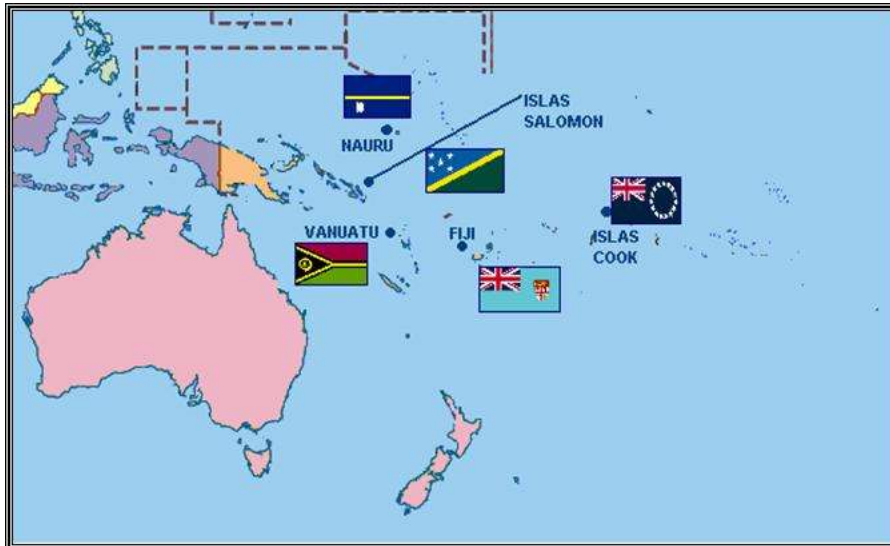 ISLAS
SALOMON
NAURU
VANUATU
FIJI
ISLAS
COOK